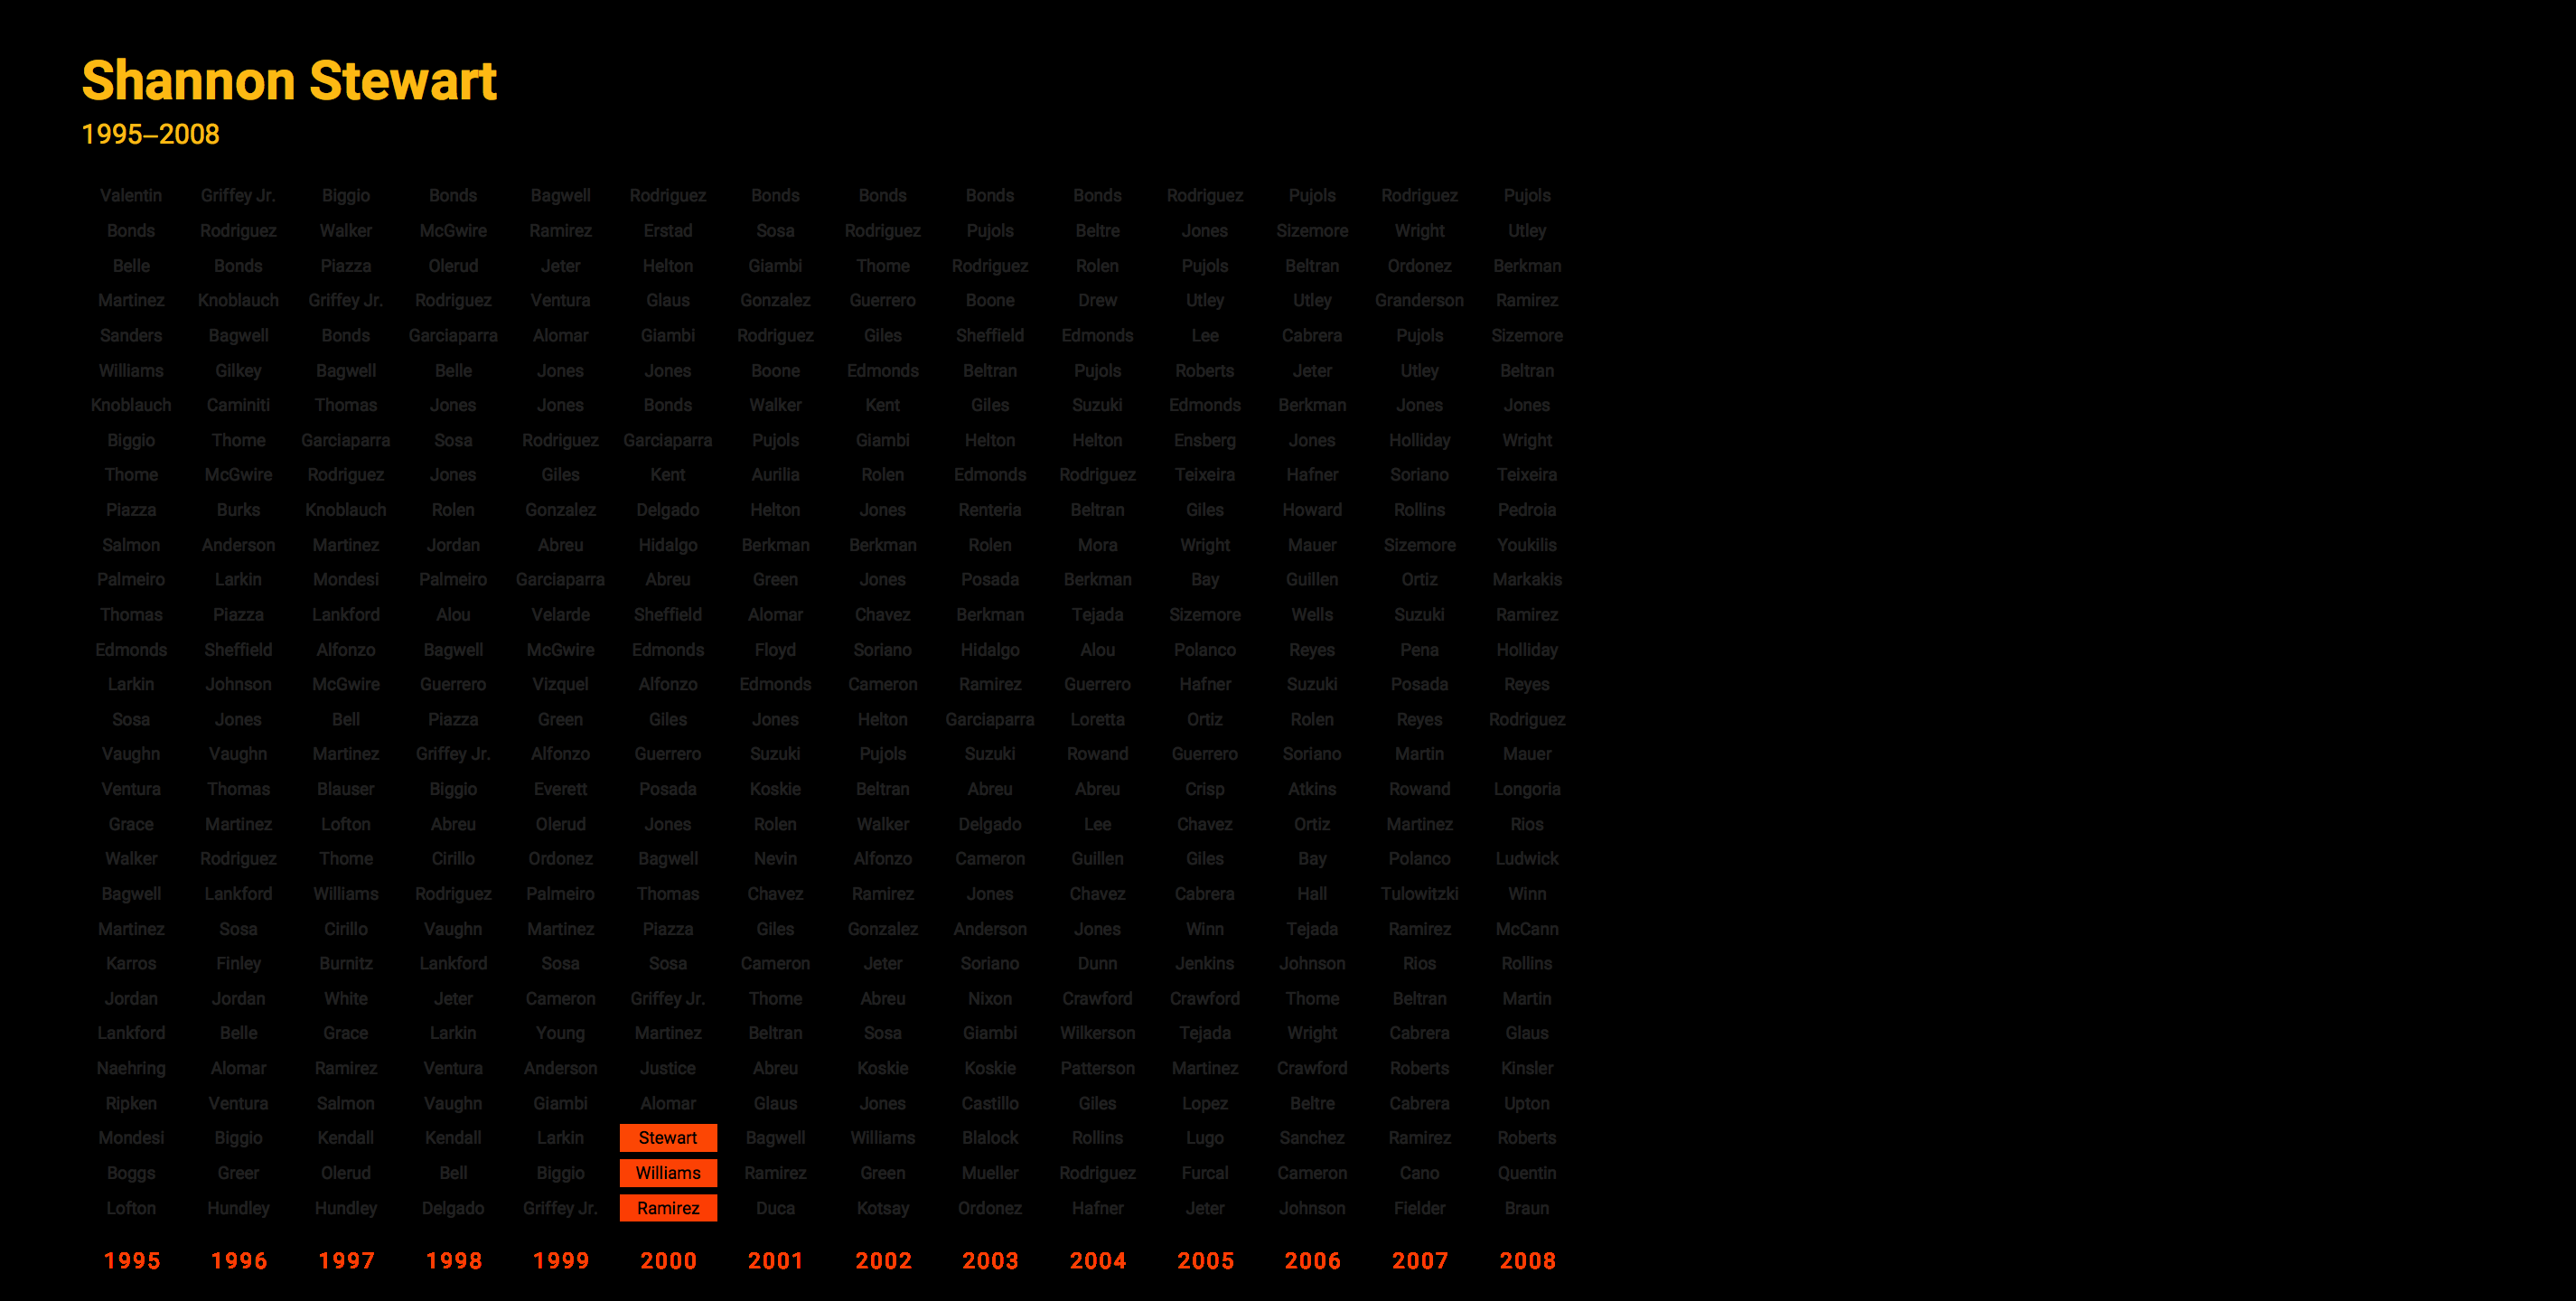 Shannon Stewart
1995–2008
Valentin Griffey Jr. Biggio Bonds Bagwell Rodriguez Bonds Bonds Bonds Bonds Rodriguez Pujols Rodriguez Pujols
Bonds Rodriguez Walker McGwire Ramirez Erstad Sosa Rodriguez Pujols Beltre Jones Sizemore Wright Utley
Belle Bonds Piazza Olerud Jeter Helton Giambi Thome Rodriguez Rolen Pujols Beltran Ordonez Berkman
Martinez Knoblauch Griffey Jr. Rodriguez Ventura Glaus Gonzalez Guerrero Boone Drew Utley Utley Granderson Ramirez
Sanders Bagwell Bonds Garciaparra Alomar Giambi Rodriguez Giles Sheffield Edmonds Lee Cabrera Pujols Sizemore
Williams Gilkey Bagwell Belle Jones Jones Boone Edmonds Beltran Pujols Roberts Jeter Utley Beltran
Knoblauch Caminiti Thomas Jones Jones Bonds Walker Kent Giles Suzuki Edmonds Berkman Jones Jones
Biggio Thome Garciaparra Sosa Rodriguez Garciaparra Pujols Giambi Helton Helton Ensberg Jones Holliday Wright
Thome McGwire Rodriguez Jones Giles Kent Aurilia Rolen Edmonds Rodriguez Teixeira Hafner Soriano Teixeira
Piazza Burks Knoblauch Rolen Gonzalez Delgado Helton Jones Renteria Beltran Giles Howard Rollins Pedroia
Salmon Anderson Martinez Jordan Abreu Hidalgo Berkman Berkman Rolen Mora Wright Mauer Sizemore Youkilis
Palmeiro Larkin Mondesi Palmeiro Garciaparra Abreu Green Jones Posada Berkman Bay Guillen Ortiz Markakis
Thomas Piazza Lankford Alou Velarde Sheffield Alomar Chavez Berkman Tejada Sizemore Wells Suzuki Ramirez
Edmonds Sheffield Alfonzo Bagwell McGwire Edmonds Floyd Soriano Hidalgo Alou Polanco Reyes Pena Holliday
Larkin Johnson McGwire Guerrero Vizquel Alfonzo Edmonds Cameron Ramirez Guerrero Hafner Suzuki Posada Reyes
Sosa Jones Bell Piazza Green Giles Jones Helton Garciaparra Loretta Ortiz Rolen Reyes Rodriguez
Vaughn Vaughn Martinez Griffey Jr. Alfonzo Guerrero Suzuki Pujols Suzuki Rowand Guerrero Soriano Martin Mauer
Ventura Thomas Blauser Biggio Everett Posada Koskie Beltran Abreu Abreu Crisp Atkins Rowand Longoria
Grace Martinez Lofton Abreu Olerud Jones Rolen Walker Delgado Lee Chavez Ortiz Martinez Rios
Walker Rodriguez Thome Cirillo Ordonez Bagwell Nevin Alfonzo Cameron Guillen Giles Bay Polanco Ludwick
Bagwell Lankford Williams Rodriguez Palmeiro Thomas Chavez Ramirez Jones Chavez Cabrera Hall Tulowitzki Winn
Martinez Sosa Cirillo Vaughn Martinez Piazza Giles Gonzalez Anderson Jones Winn Tejada Ramirez McCann
Karros Finley Burnitz Lankford Sosa Sosa Cameron Jeter Soriano Dunn Jenkins Johnson Rios Rollins
Jordan Jordan White Jeter Cameron Griffey Jr. Thome Abreu Nixon Crawford Crawford Thome Beltran Martin
Lankford Belle Grace Larkin Young Martinez Beltran Sosa Giambi Wilkerson Tejada Wright Cabrera Glaus
Naehring Alomar Ramirez Ventura Anderson Justice Abreu Koskie Koskie Patterson Martinez Crawford Roberts Kinsler
Ripken Ventura Salmon Vaughn Giambi Alomar Glaus Jones Castillo Giles Lopez Beltre Cabrera Upton
Mondesi Biggio Kendall Kendall Larkin Stewart Bagwell Williams Blalock Rollins Lugo Sanchez Ramirez Roberts
Boggs Greer Olerud Bell Biggio Williams Ramirez Green Mueller Rodriguez Furcal Cameron Cano Quentin
Lofton Hundley Hundley Delgado Griffey Jr. Ramirez Duca Kotsay Ordonez Hafner Jeter Johnson Fielder Braun
1995 1996 1997 1998 1999 2000 2001 2002 2003 2004 2005 2006 2007 2008